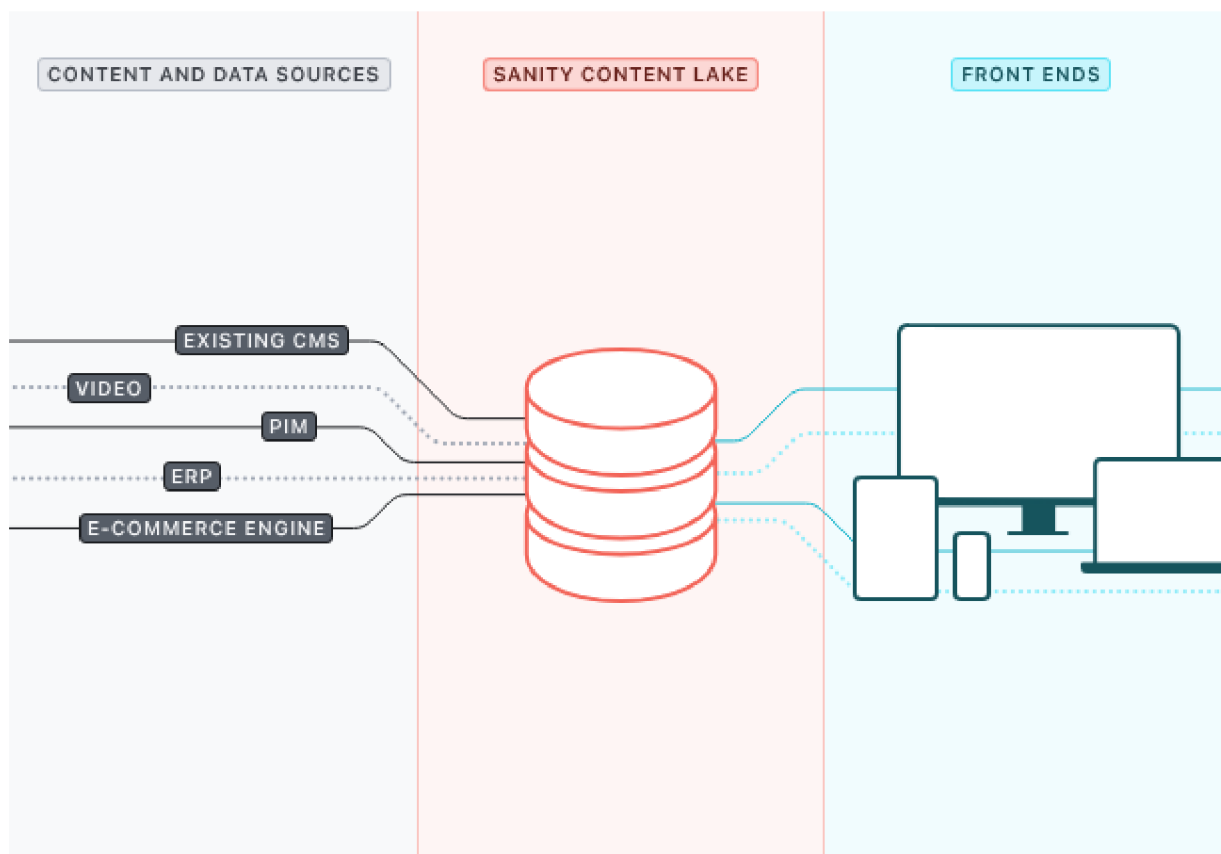 CONTENT AND DATA SOURCES
SANITY CONTENT LAKE
FRONT ENDS
EXISTING CMS
VIDEO
PIM
ERP
E-COMMERCE ENGINE